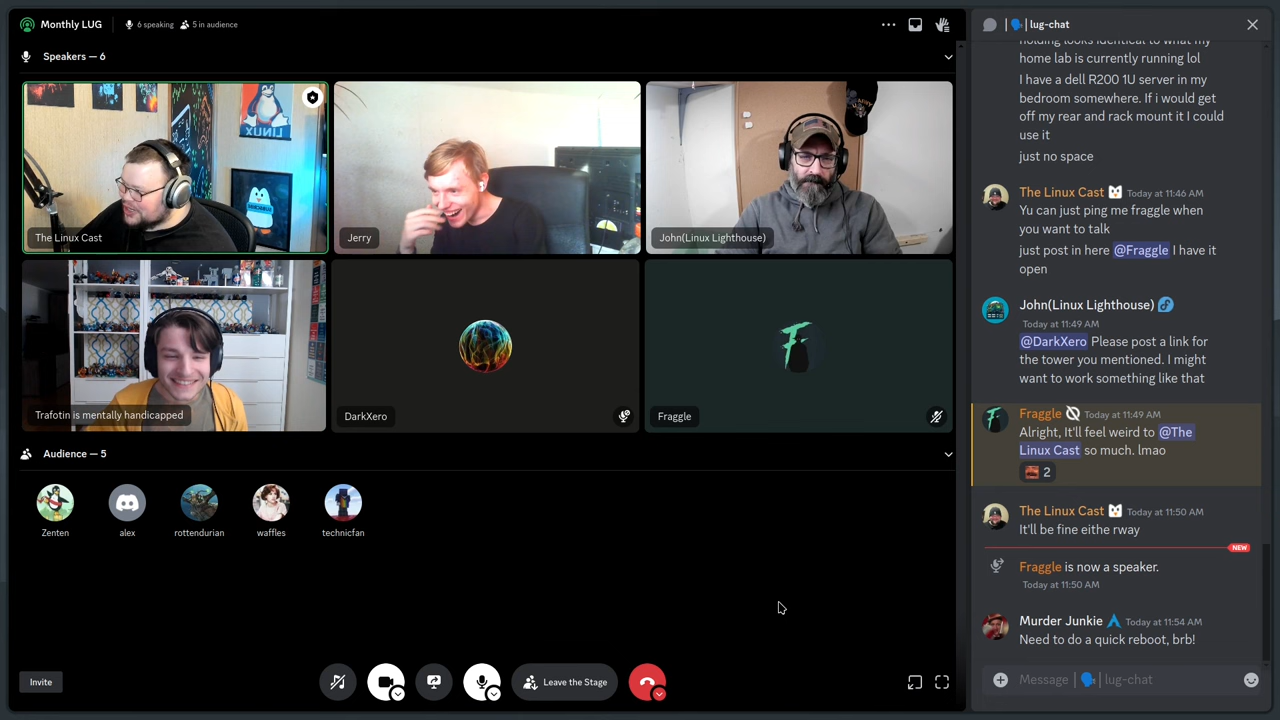 Monthly LUG
6 speaking
5 in audience
Speakers — 6
LINUX
The Linux Cast
Jerry
John(Linux Lighthouse)
Trafotin is mentally handicapped
DarkXero
Fraggle
Audience — 5
Zenten
alex
rottendurian
waffles
technicfan
Invite
Leave the Stage
| 🗣️ | lug-chat
holding looks identical to what my
home lab is currently running lol
I have a dell R200 1U server in my
bedroom somewhere. If i would get
off my rear and rack mount it I could
use it
just no space
The Linux Cast Today at 11:46 AM
Yu can just ping me fraggle when
you want to talk
just post in here @Fraggle I have it
open
John(Linux Lighthouse)
Today at 11:49 AM
@DarkXero Please post a link for
the tower you mentioned. I might
want to work something like that
Fraggle Today at 11:49 AM
Alright, It'll feel weird to @The
Linux Cast so much. lmao
2
The Linux Cast Today at 11:50 AM
It'll be fine eithe rway
NEW
Fraggle is now a speaker.
Today at 11:50 AM
Murder Junkie Today at 11:54 AM
Need to do a quick reboot, brb!
Message | 🗣️ | lug-chat